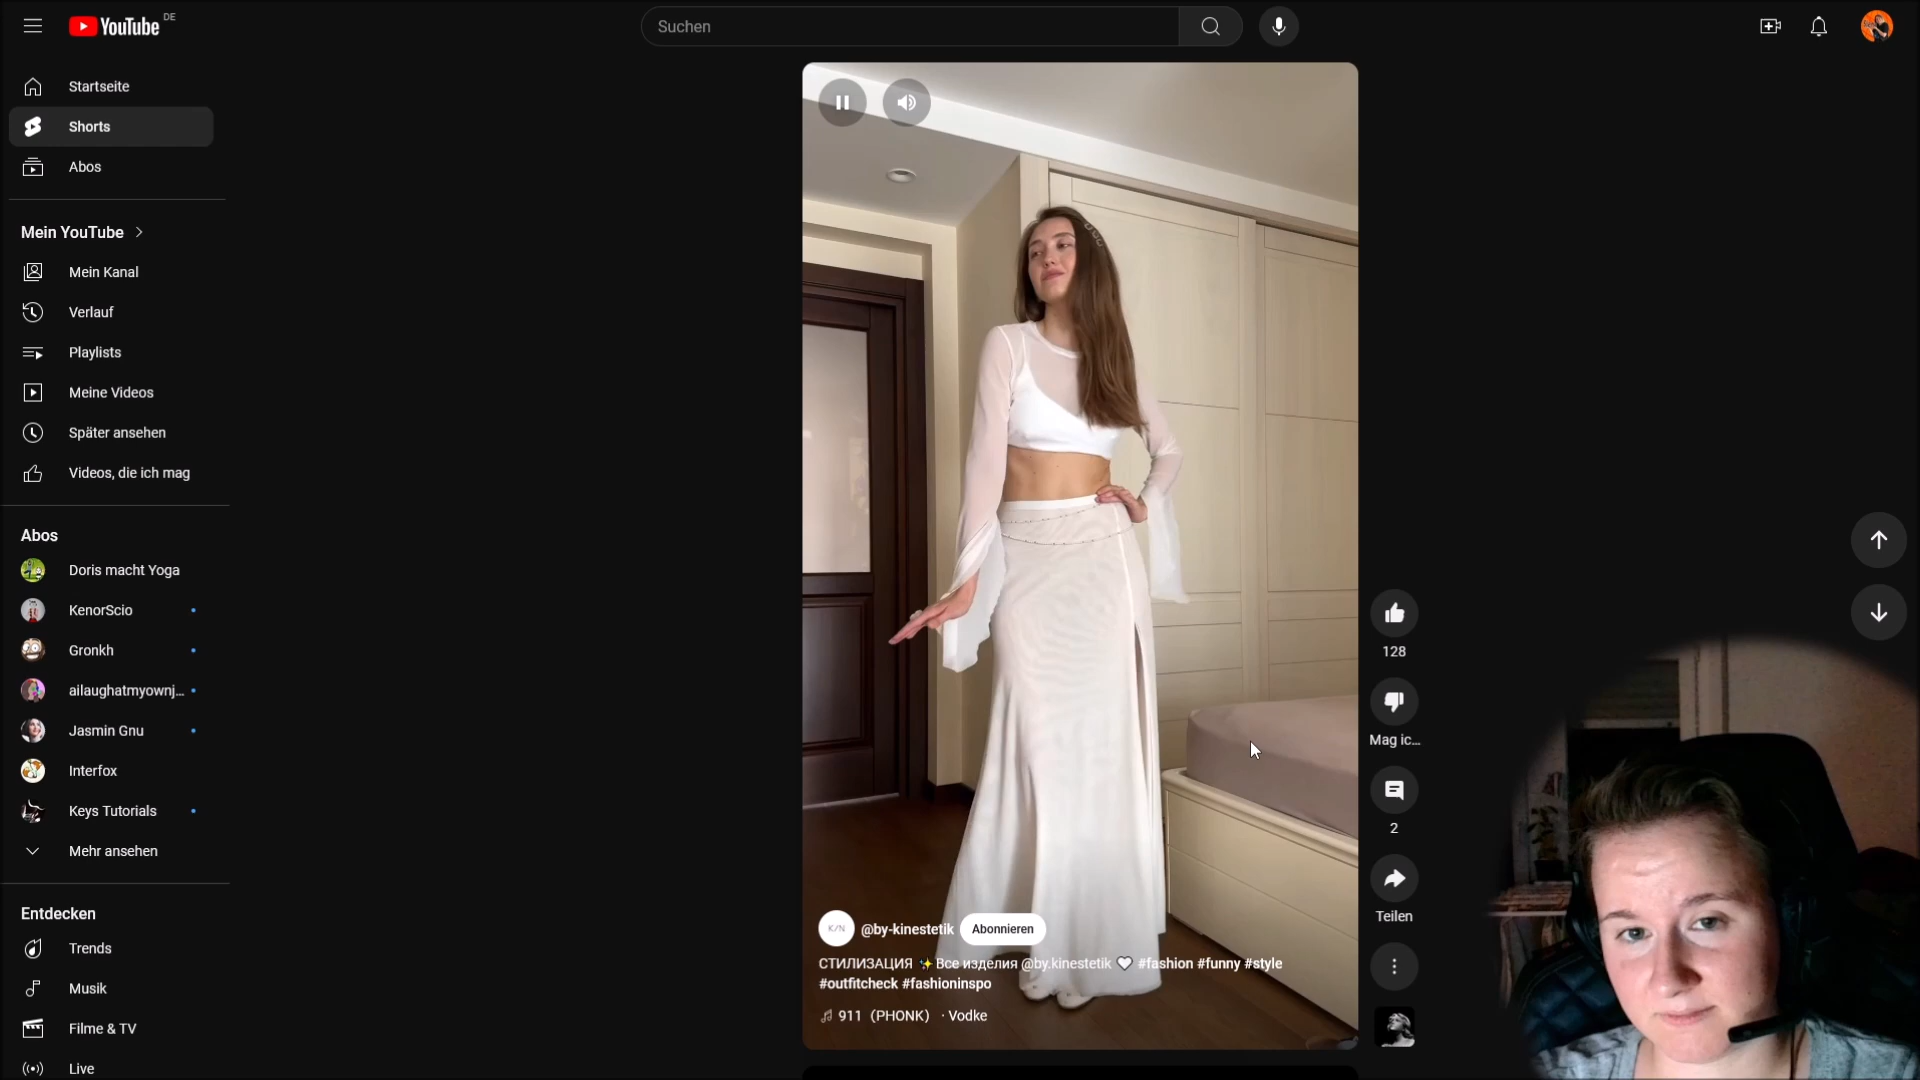 YouTube DE
Suchen
Startseite
Shorts
Abos
Mein YouTube
Mein Kanal
Verlauf
Playlists
Meine Videos
Später ansehen
Videos, die ich mag
Abos
Doris macht Yoga
KenorScio
Gronkh
ailaughatmyownj...
Jasmin Gnu
Interfox
Keys Tutorials
Mehr ansehen
Entdecken
Trends
Musik
Filme & TV
Live
K/N @by-kinestetik Abonnieren
СТИЛИЗАЦИЯ ✨Все изделия @by.kinestetik 🤍 #fashion #funny #style
#outfitcheck #fashioninspo
911 (PHONK) · Vodke
128
Mag ic...
2
Teilen